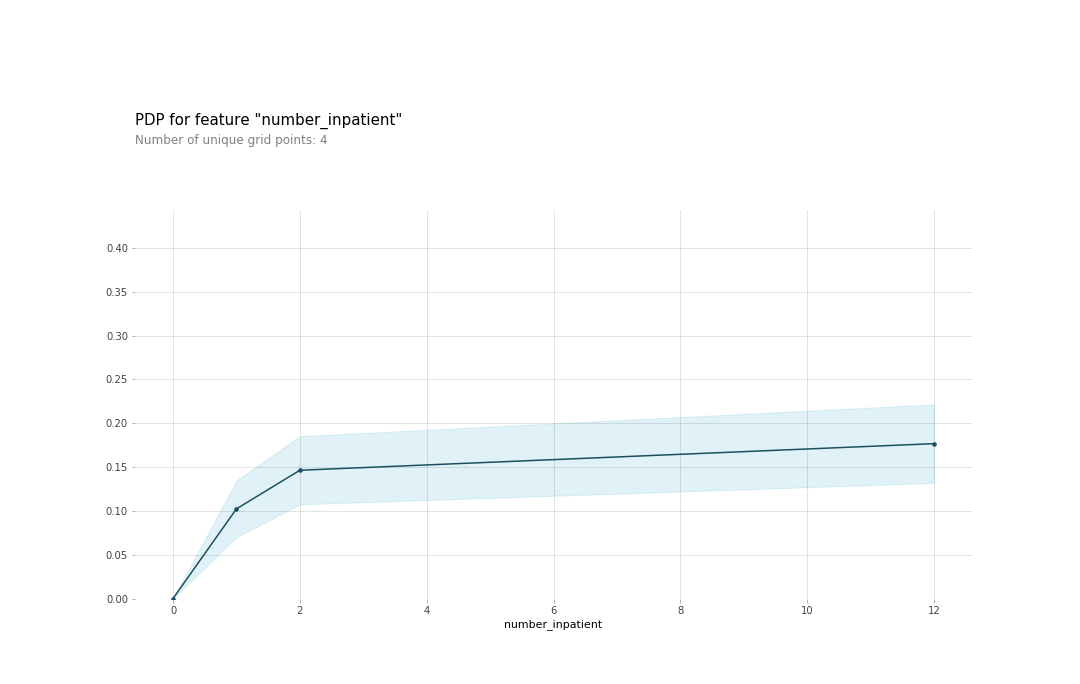 PDP for feature "number_inpatient"
Number of unique grid points: 4
0.40
0.35
0.30
0.25
0.20
0.15
0.10
0.05
0.00
0 2 4 6 8 10 12
number_inpatient